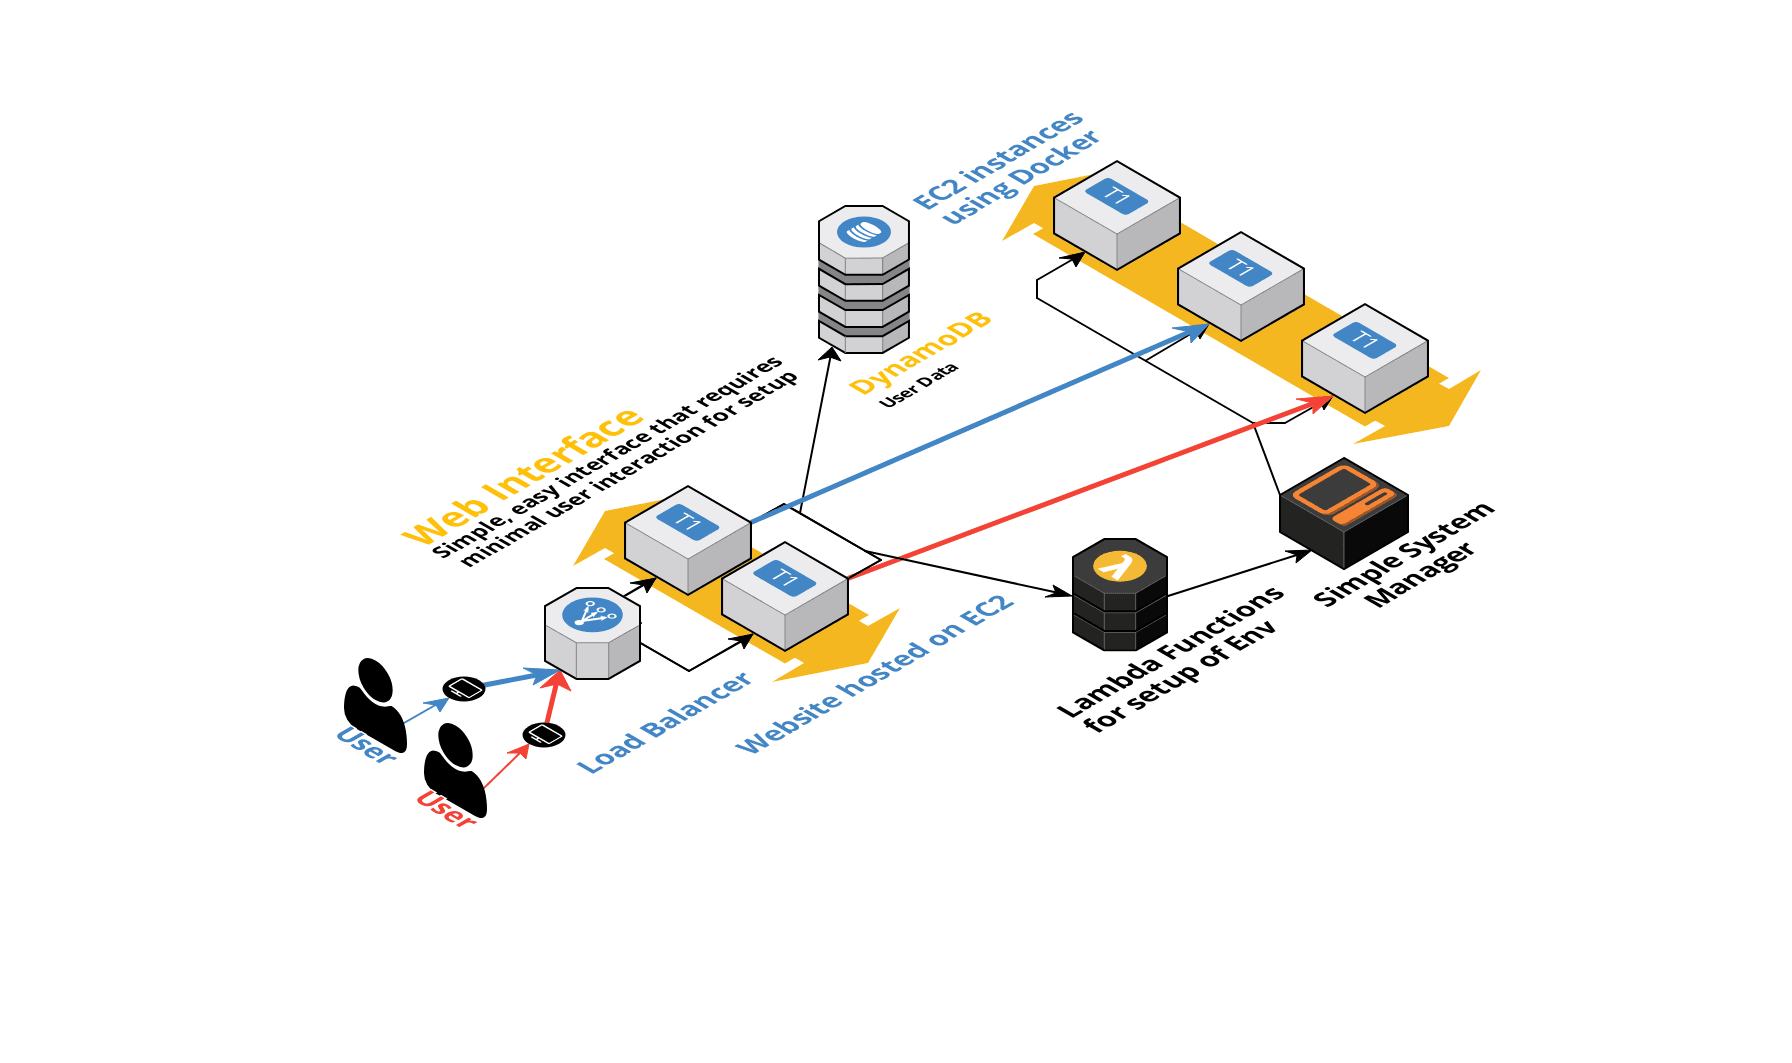 EC2 instances
using Docker
T1
T1
T1
DynamoDB
User Data
Web Interface
Simple, easy interface that requires
minimal user interaction for setup
T1
T1
Simple System
Manager
Lambda Functions
for setup of Env
Website hosted on EC2
Load Balancer
User
User